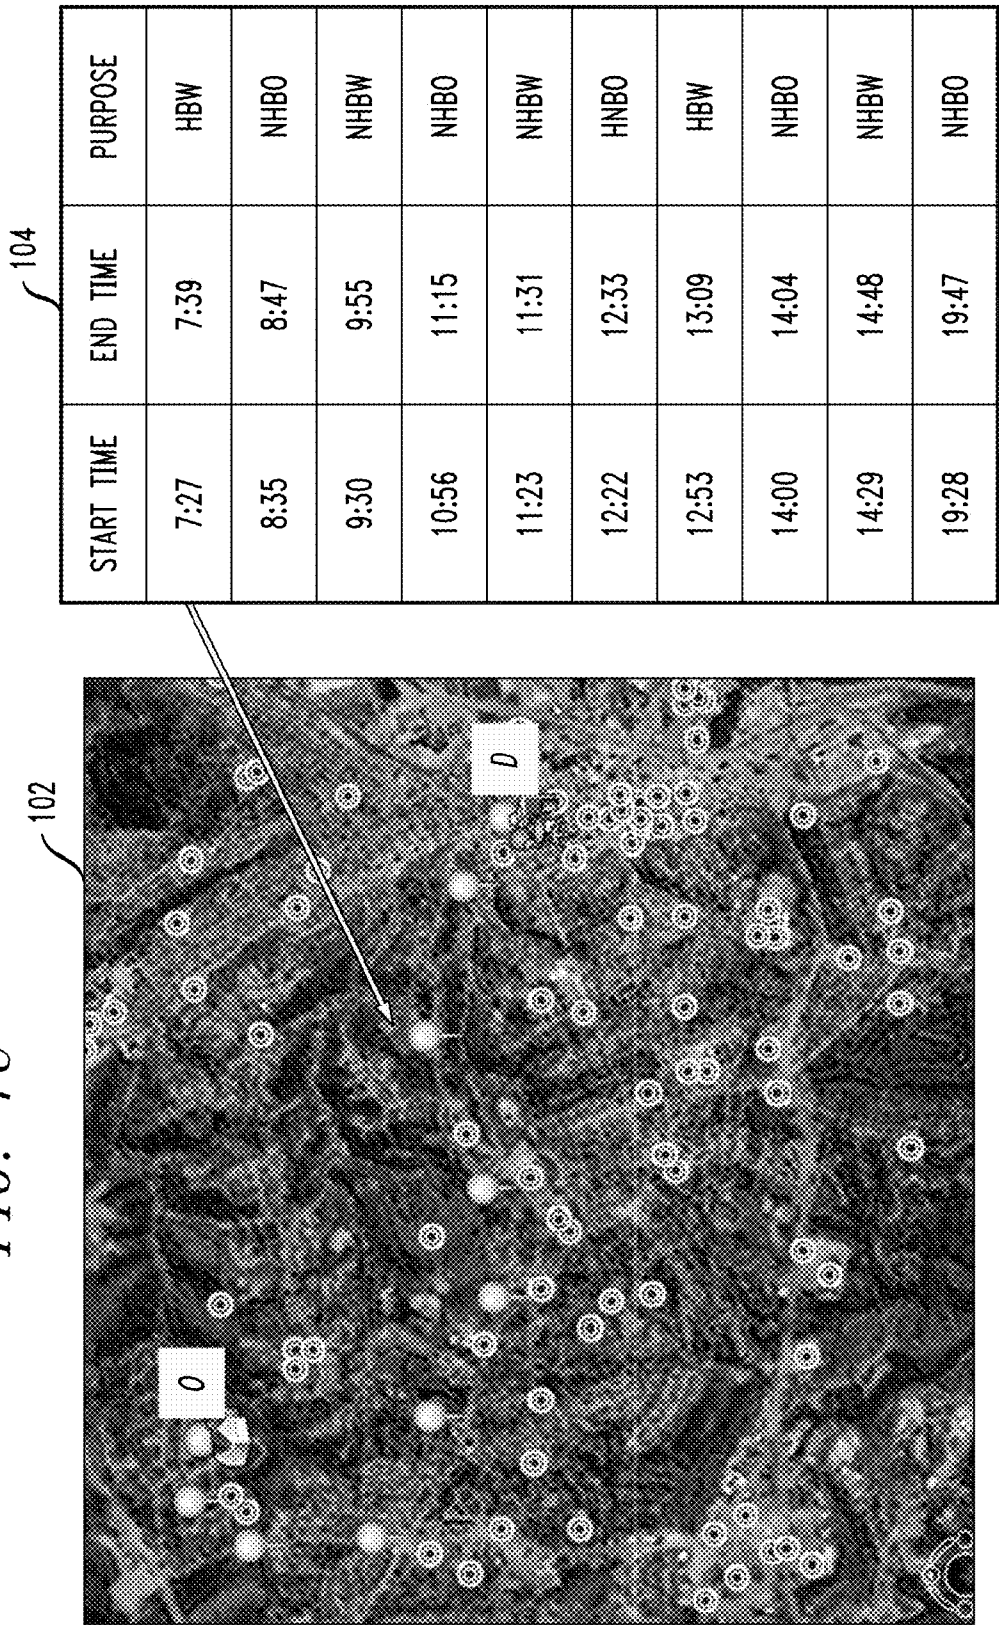 102
O
D
104
START TIME END TIME PURPOSE
7:27 7:39 HBW
8:35 8:47 NHBO
9:30 9:55 NHBW
10:56 11:15 NHBO
11:23 11:31 NHBW
12:22 12:33 HNBO
12:53 13:09 HBW
14:00 14:04 NHBO
14:29 14:48 NHBW
19:28 19:47 NHBO